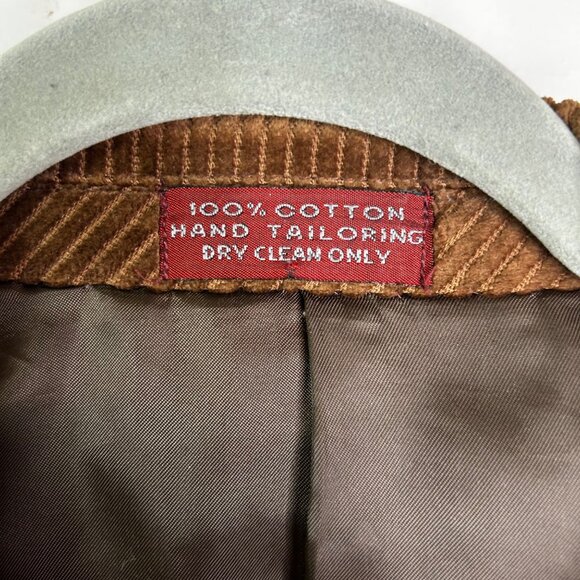 100% COTTON
HAND TAILORING
DRY CLEAN ONLY